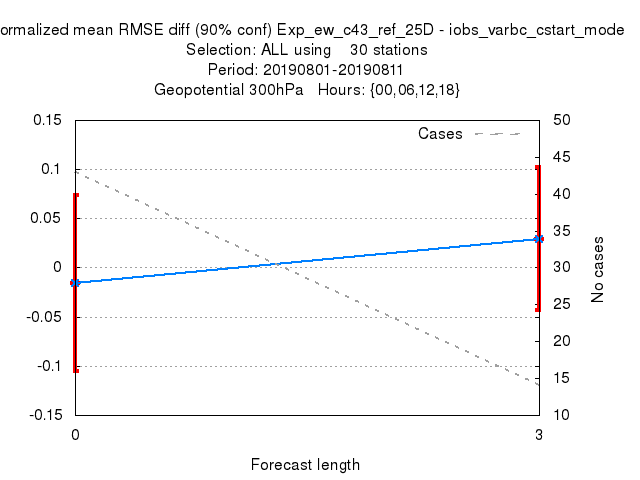 ormalized mean RMSE diff (90% conf) Exp_ew_c43_ref_25D - iobs_varbc_cstart_mode
Selection: ALL using 30 stations
Period: 20190801-20190811
Geopotential 300hPa Hours: {00,06,12,18}
Cases
0.15
0.1
0.05
0
-0.05
-0.1
-0.15
50
45
40
35
30
25
20
15
10
No cases
0
3
Forecast length